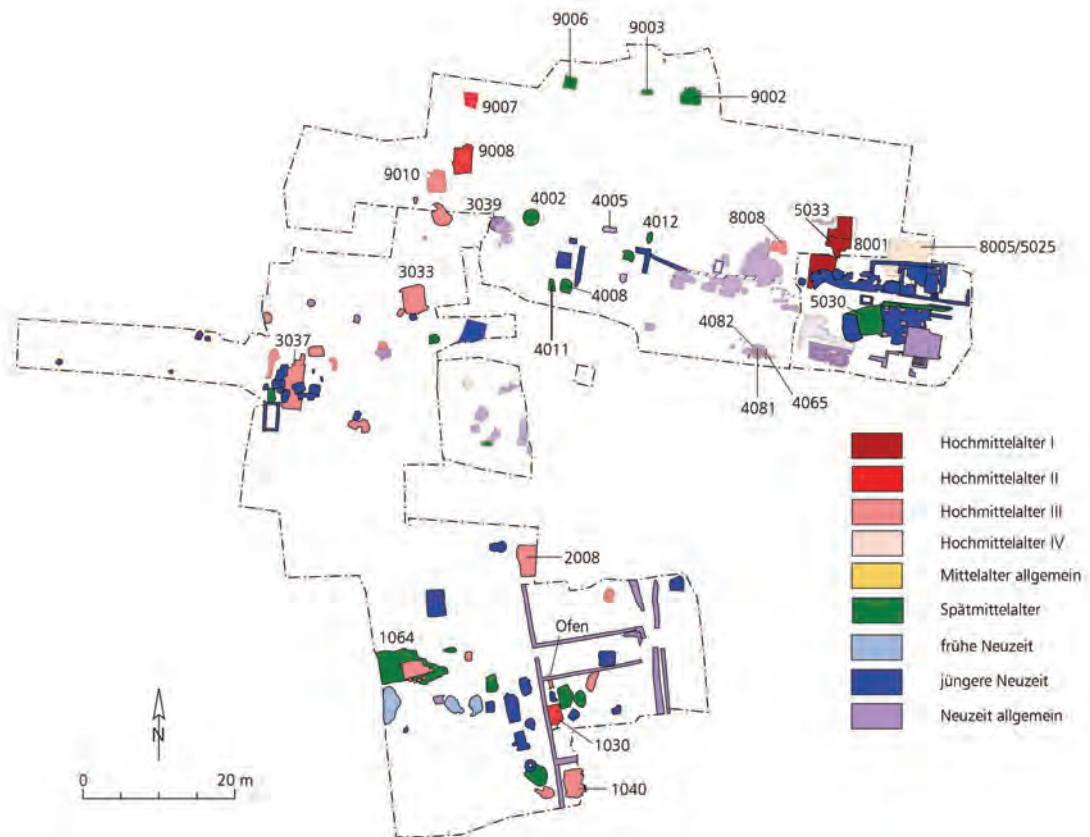 9006
9003
9002
9007
9008
9010
3039
4002
4005
4012
8008
5033
8001
8005/5025
3033
4008
5030
4011
4082
3037
4081
4065
Hochmittelalter I
Hochmittelalter II
Hochmittelalter III
Hochmittelalter IV
Mittelalter allgemein
Spätmittelalter
frühe Neuzeit
jüngere Neuzeit
Neuzeit allgemein
2008
Ofen
1064
1030
1040
N
0
20 m